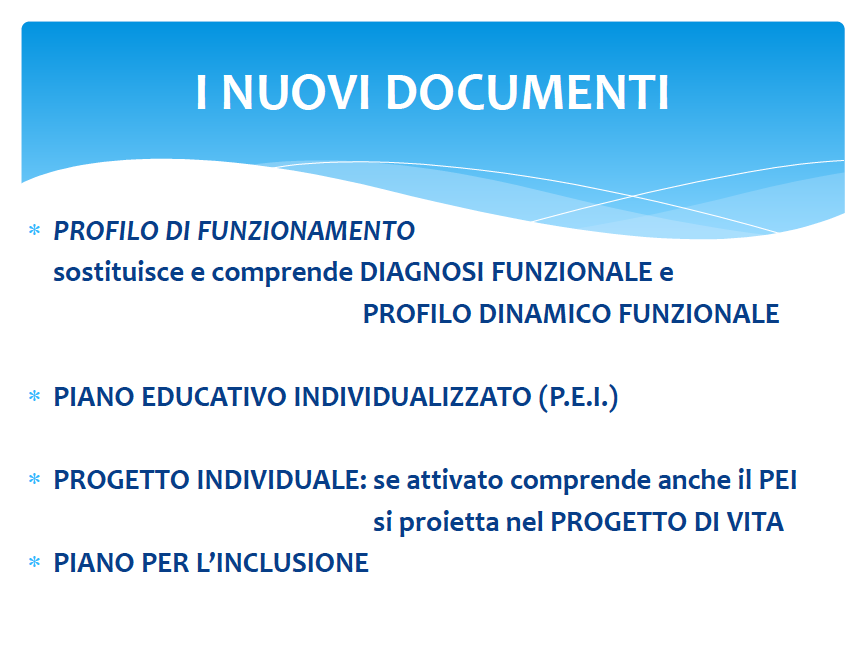 I NUOVI DOCUMENTI
* PROFILO DI FUNZIONAMENTO
sostituisce e comprende DIAGNOSI FUNZIONALE e
PROFILO DINAMICO FUNZIONALE
* PIANO EDUCATIVO INDIVIDUALIZZATO (P.E.I.)
* PROGETTO INDIVIDUALE: se attivato comprende anche il PEI
si proietta nel PROGETTO DI VITA
* PIANO PER L’INCLUSIONE